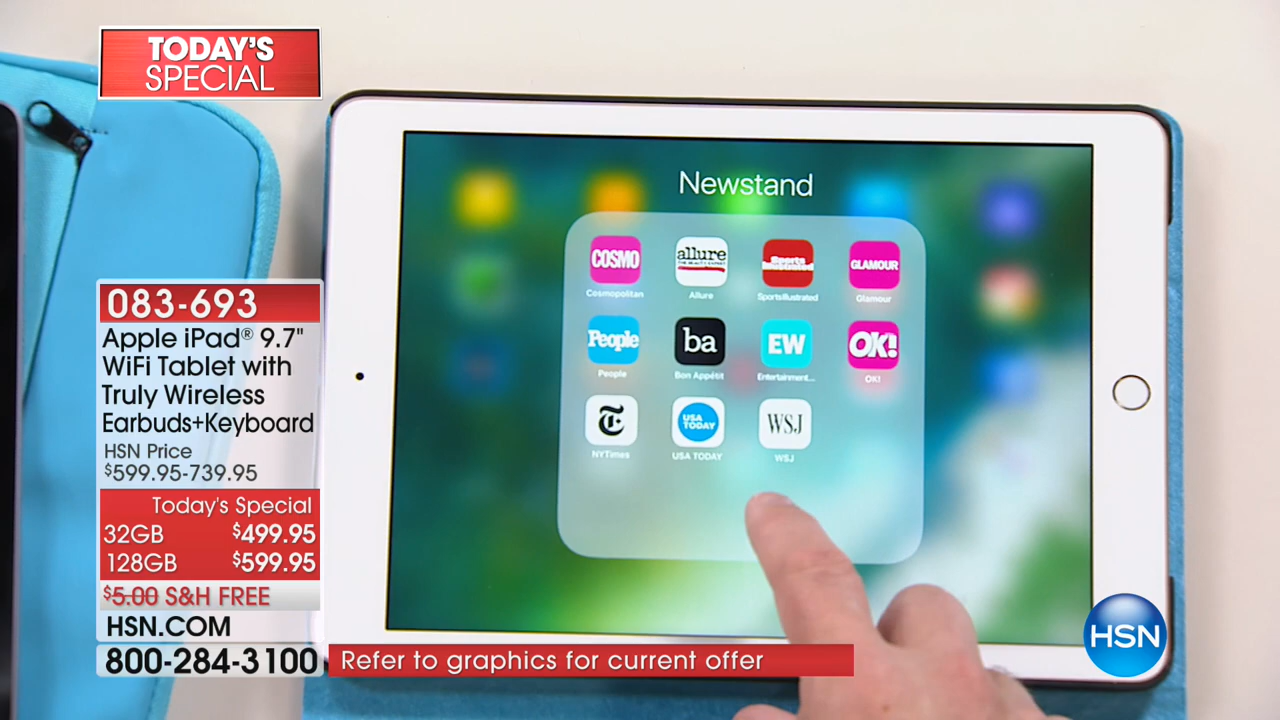 TODAY'S
SPECIAL
083-693
Apple iPad® 9.7"
WiFi Tablet with
Truly Wireless
Earbuds+Keyboard
HSN Price
$599.95-739.95
Today's Special
32GB $499.95
128GB $599.95
$5.00 S&H FREE
HSN.COM
800-284-3100
Refer to graphics for current offer
HSN
Newstand
COSMO
Cosmopolitan
allure
Allure
Sports Illustrated
SportsIllustrated
GLAMOUR
Glamour
People
People
ba
Bon Appétit
EW
Entertainment...
OK!
OK!
T
NYTimes
USA
TODAY
USA TODAY
WSJ
WSJ